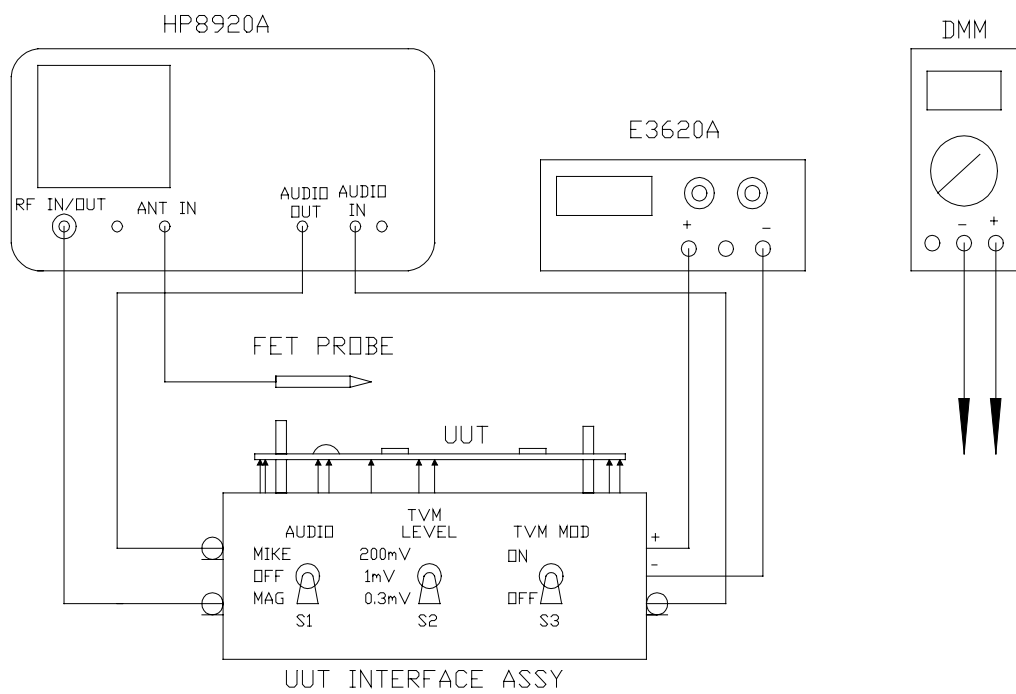 HP8920A
DMM
E3620A
RF IN/OUT
ANT IN
AUDIO
OUT
AUDIO
IN
+
-
-
+
FET PROBE
UUT
AUDIO
MIKE
OFF
MAG
S1
TVM
LEVEL
200mV
1mV
0.3mV
S2
TVM MOD
ON
OFF
S3
+
-
UUT INTERFACE ASSY